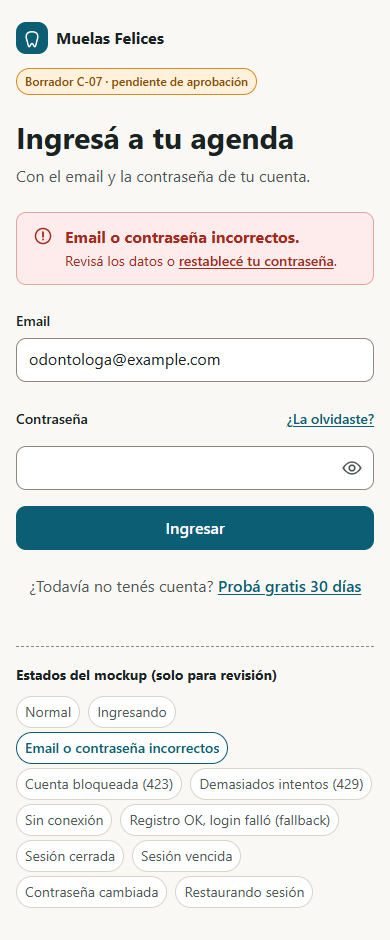 Muelas Felices
Borrador C-07 · pendiente de aprobación
Ingresá a tu agenda
Con el email y la contraseña de tu cuenta.
Email o contraseña incorrectos.
Revisá los datos o restablecé tu contraseña.
Email
odontologa@example.com
Contraseña ¿La olvidaste?
Ingresar
¿Todavía no tenés cuenta? Probá gratis 30 días
Estados del mockup (solo para revisión)
Normal Ingresando
Email o contraseña incorrectos
Cuenta bloqueada (423) Demasiados intentos (429)
Sin conexión Registro OK, login falló (fallback)
Sesión cerrada Sesión vencida
Contraseña cambiada Restaurando sesión